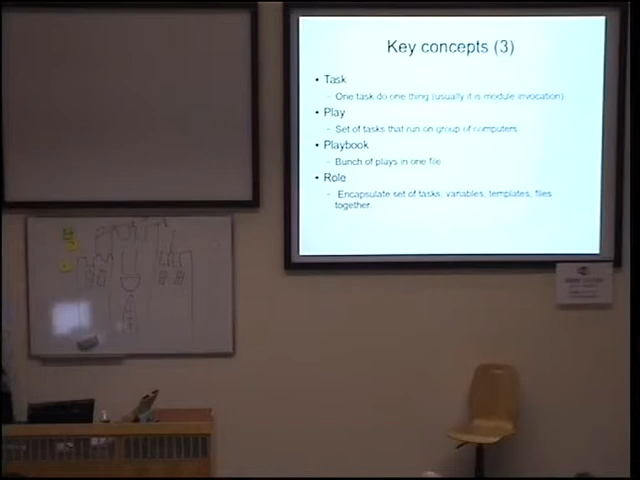 Key concepts (3)
• Task
- One task do one thing (usually it is module invocation).
• Play
- Set of tasks that run on group of computers
• Playbook
- Bunch of plays in one file
• Role
- Encapsulate set of tasks, variables, templates, files
together.